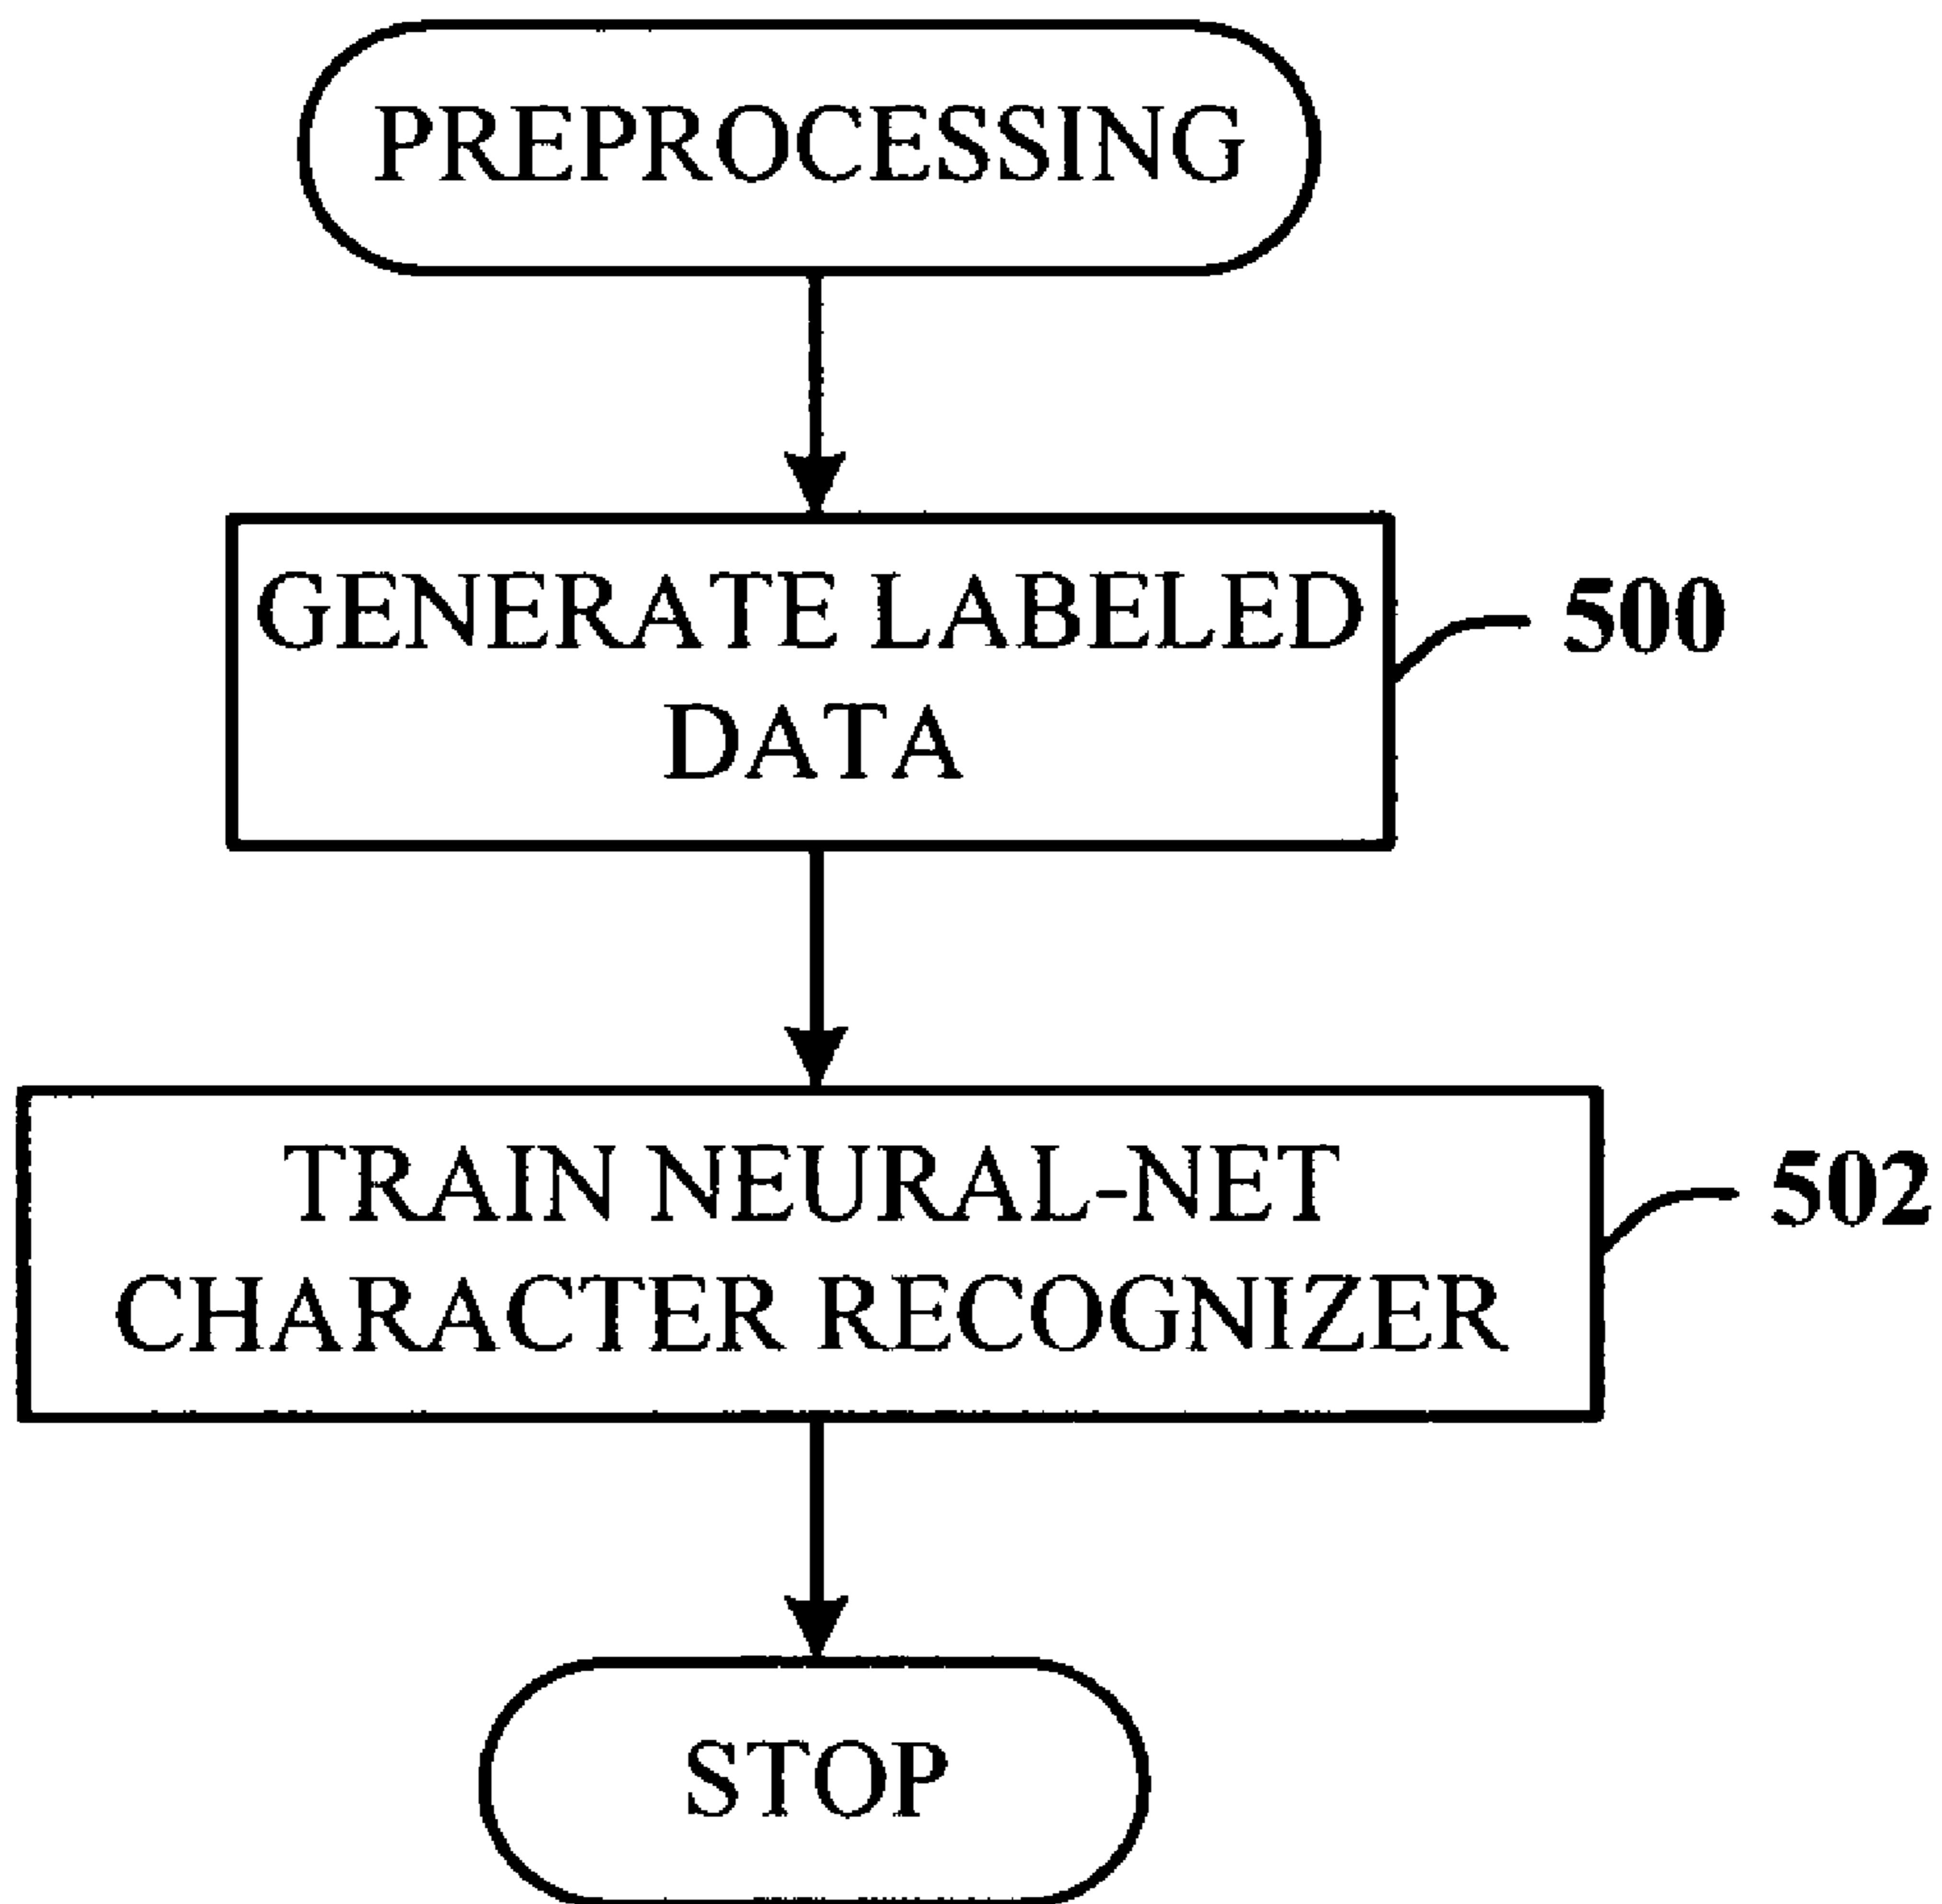 PREPROCESSING
GENERATE LABELED
DATA
500
TRAIN NEURAL-NET
CHARACTER RECOGNIZER
502
STOP